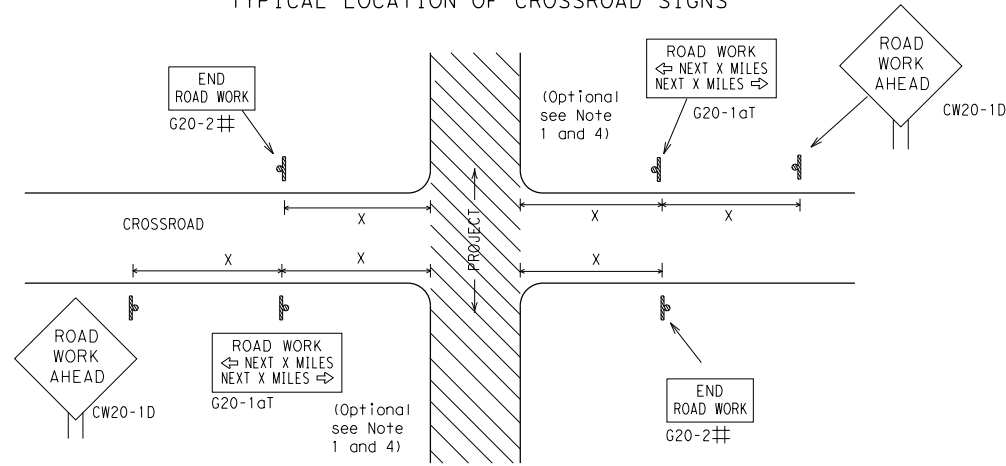 TYPICAL LOCATION OF CROSSROAD SIGNS
END
ROAD WORK
G20-2#
(Optional
see Note
1 and 4)
ROAD WORK
⇦ NEXT X MILES
NEXT X MILES ⇨
G20-1aT
ROAD
WORK
AHEAD
CW20-1D
X
X
X
CROSSROAD
PROJECT
X
X
X
ROAD
WORK
AHEAD
CW20-1D
ROAD WORK
⇦ NEXT X MILES
NEXT X MILES ⇨
G20-1aT
(Optional
see Note
1 and 4)
END
ROAD WORK
G20-2#